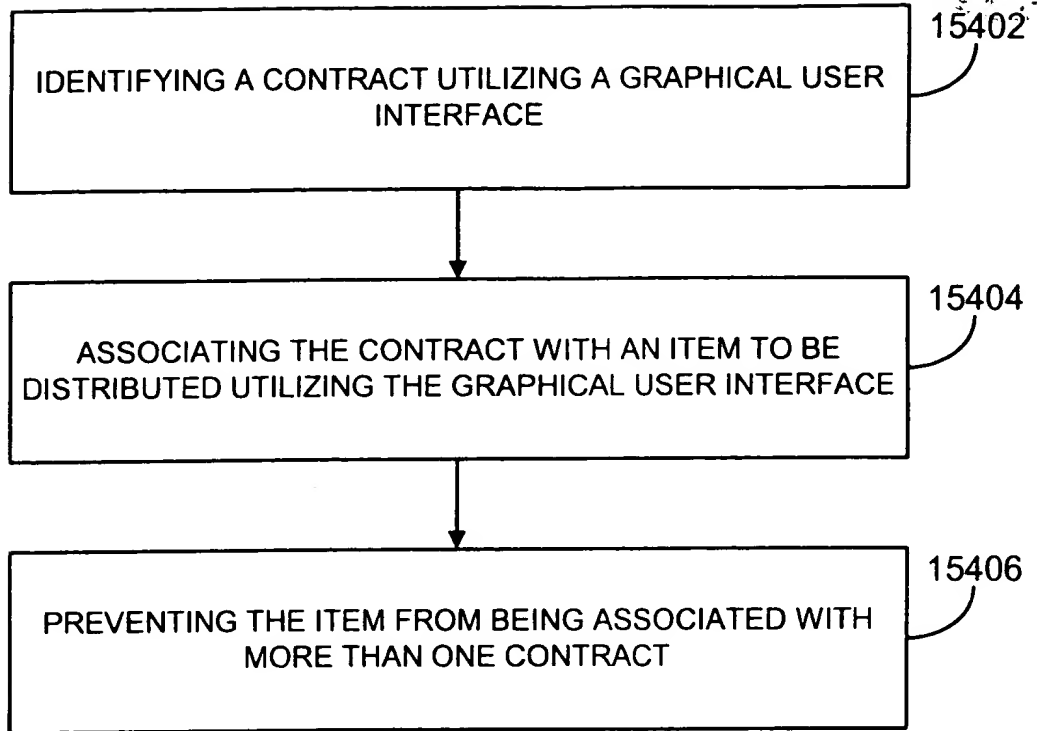 15402
IDENTIFYING A CONTRACT UTILIZING A GRAPHICAL USER
INTERFACE
15404
ASSOCIATING THE CONTRACT WITH AN ITEM TO BE
DISTRIBUTED UTILIZING THE GRAPHICAL USER INTERFACE
15406
PREVENTING THE ITEM FROM BEING ASSOCIATED WITH
MORE THAN ONE CONTRACT